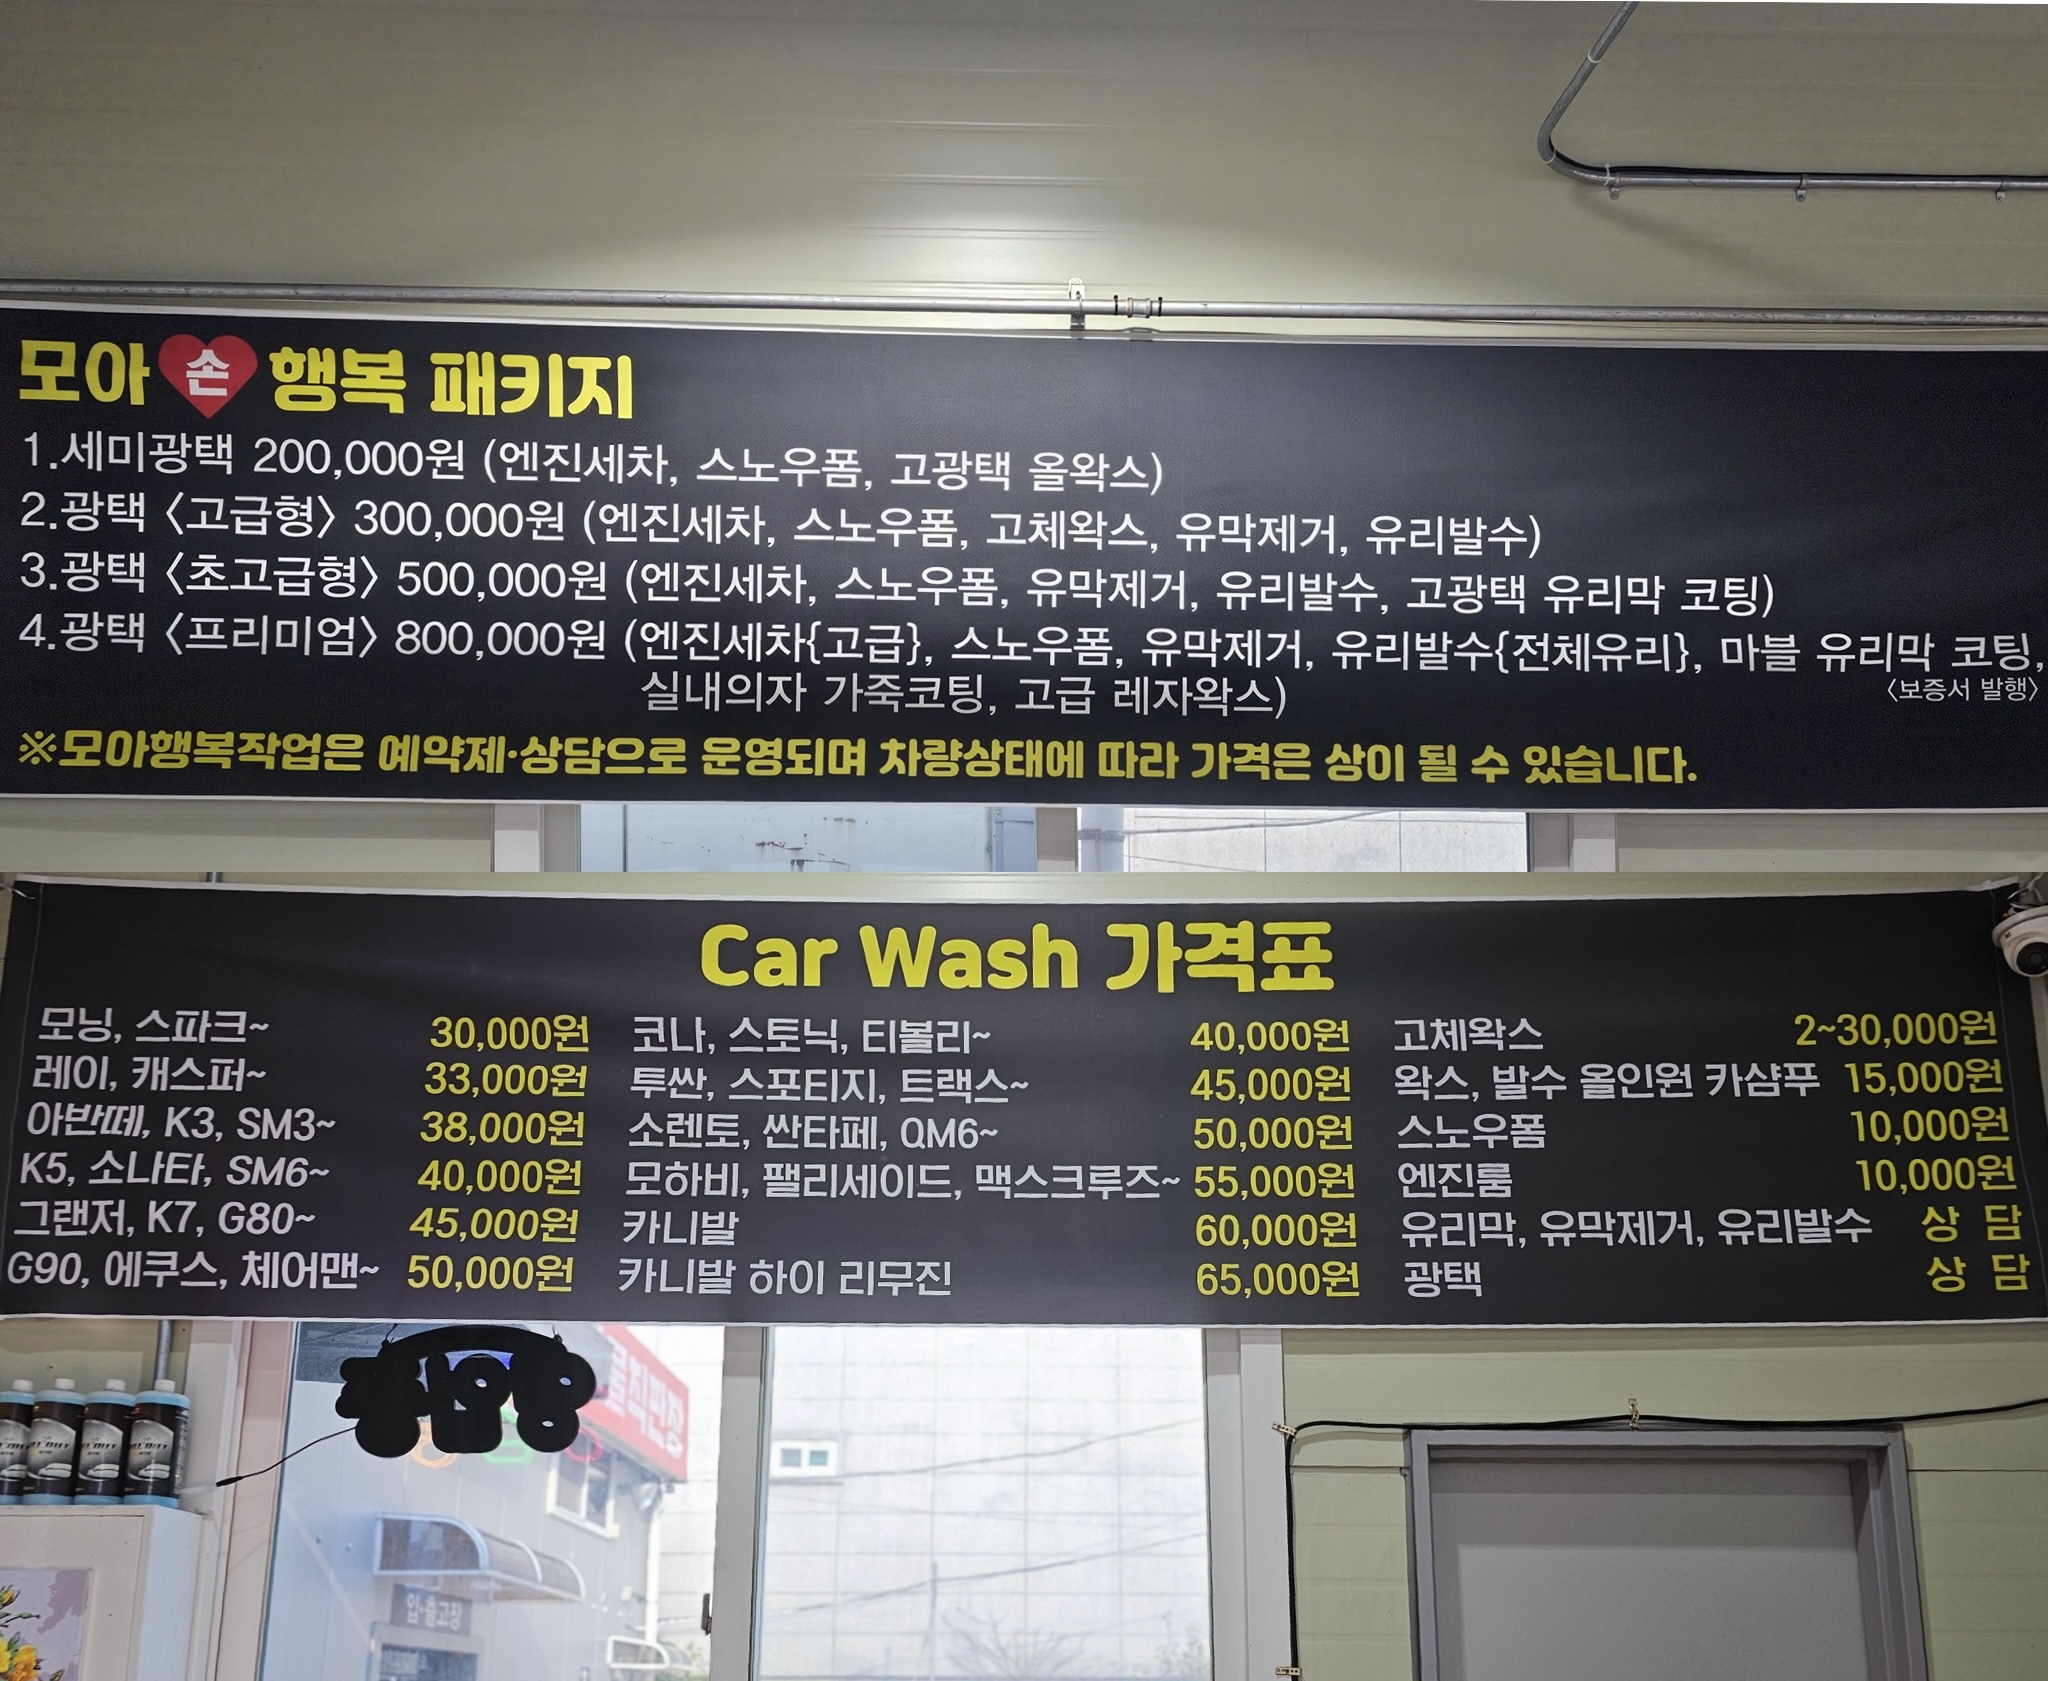 모아 손 행복 패키지
1.세미광택 200,000원 (엔진세차, 스노우폼, 고광택 올왁스)
2.광택 〈고급형〉 300,000원 (엔진세차, 스노우폼, 고체왁스, 유막제거, 유리발수)
3.광택 〈초고급형〉 500,000원 (엔진세차, 스노우폼, 유막제거, 유리발수, 고광택 유리막 코팅)
4.광택 〈프리미엄〉 800,000원 (엔진세차{고급}, 스노우폼, 유막제거, 유리발수{전체유리}, 마블 유리막 코팅,
실내의자 가죽코팅, 고급 레자왁스)
〈보증서 발행〉
※모아행복작업은 예약제·상담으로 운영되며 차량상태에 따라 가격은 상이 될 수 있습니다.
Car Wash 가격표
모닝, 스파크~ 30,000원
레이, 캐스퍼~ 33,000원
아반떼, K3, SM3~ 38,000원
K5, 소나타, SM6~ 40,000원
그랜저, K7, G80~ 45,000원
G90, 에쿠스, 체어맨~ 50,000원
코나, 스토닉, 티볼리~ 40,000원
투싼, 스포티지, 트랙스~ 45,000원
소렌토, 싼타페, QM6~ 50,000원
모하비, 팰리세이드, 맥스크루즈~ 55,000원
카니발 60,000원
카니발 하이 리무진 65,000원
고체왁스 2~30,000원
왁스, 발수 올인원 카샴푸 15,000원
스노우폼 10,000원
엔진룸 10,000원
유리막, 유막제거, 유리발수 상 담
광택 상 담
입·출고장